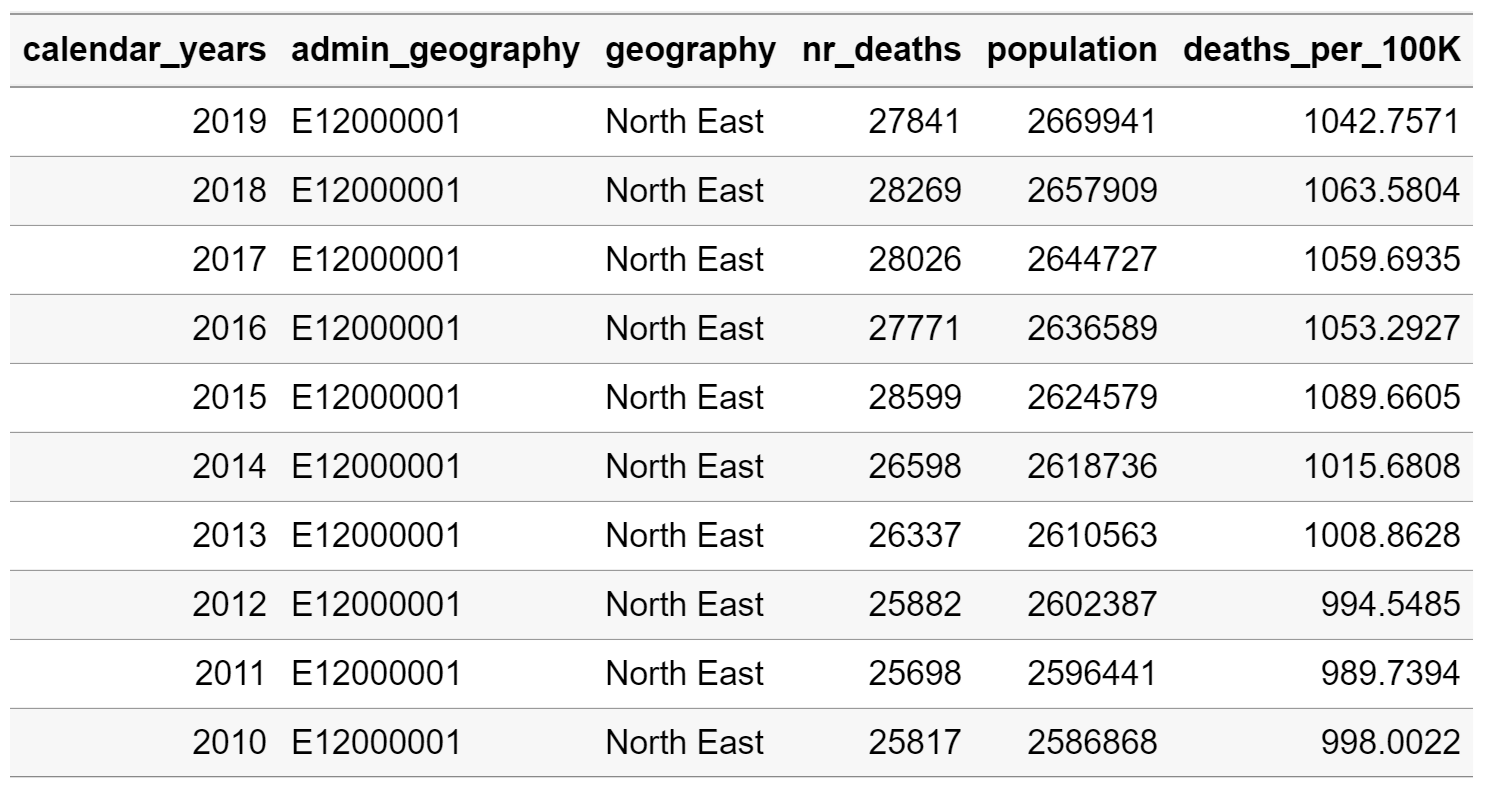 calendar_years admin_geography geography nr_deaths population deaths_per_100K
2019 E12000001 North East 27841 2669941 1042.7571
2018 E12000001 North East 28269 2657909 1063.5804
2017 E12000001 North East 28026 2644727 1059.6935
2016 E12000001 North East 27771 2636589 1053.2927
2015 E12000001 North East 28599 2624579 1089.6605
2014 E12000001 North East 26598 2618736 1015.6808
2013 E12000001 North East 26337 2610563 1008.8628
2012 E12000001 North East 25882 2602387 994.5485
2011 E12000001 North East 25698 2596441 989.7394
2010 E12000001 North East 25817 2586868 998.0022